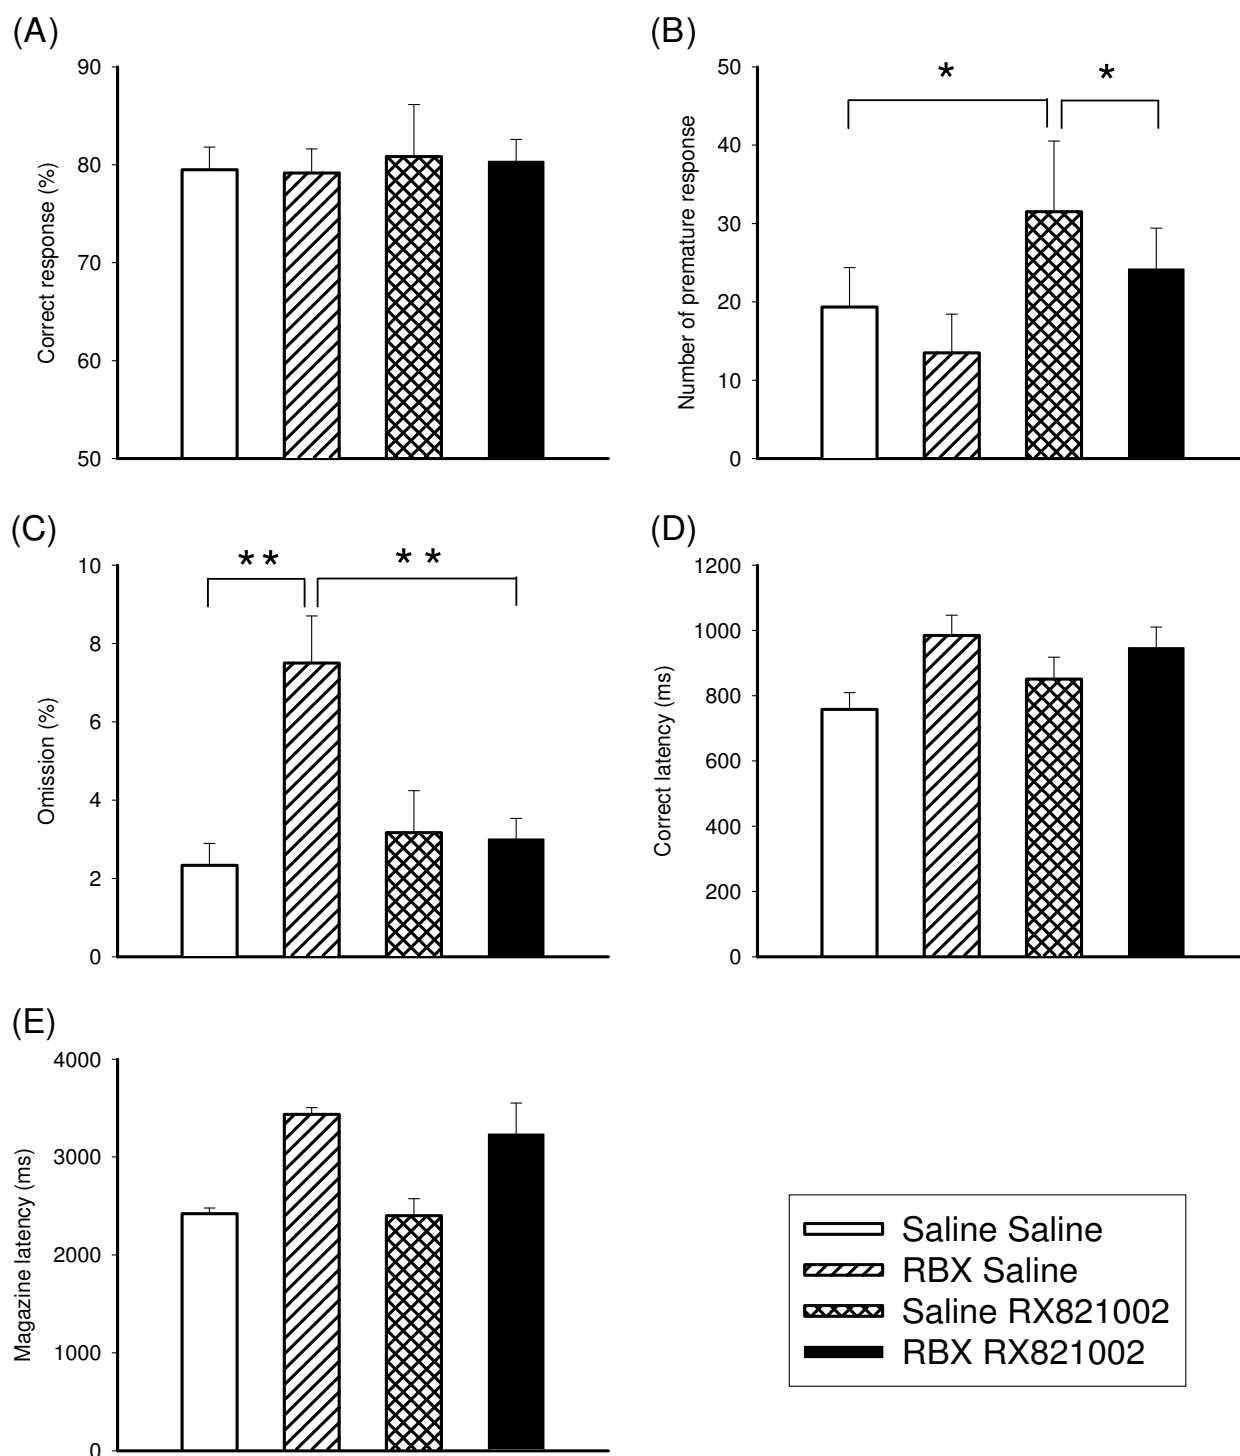 (A)
Correct response (%)
90
80
70
60
50
(B)
Number of premature response
50
40
30
20
10
0
*
*
(C)
Omission (%)
10
8
6
4
2
0
**
**
(D)
Correct latency (ms)
1200
1000
800
600
400
200
0
(E)
Magazine latency (ms)
4000
3000
2000
1000
0
Saline Saline
RBX Saline
Saline RX821002
RBX RX821002